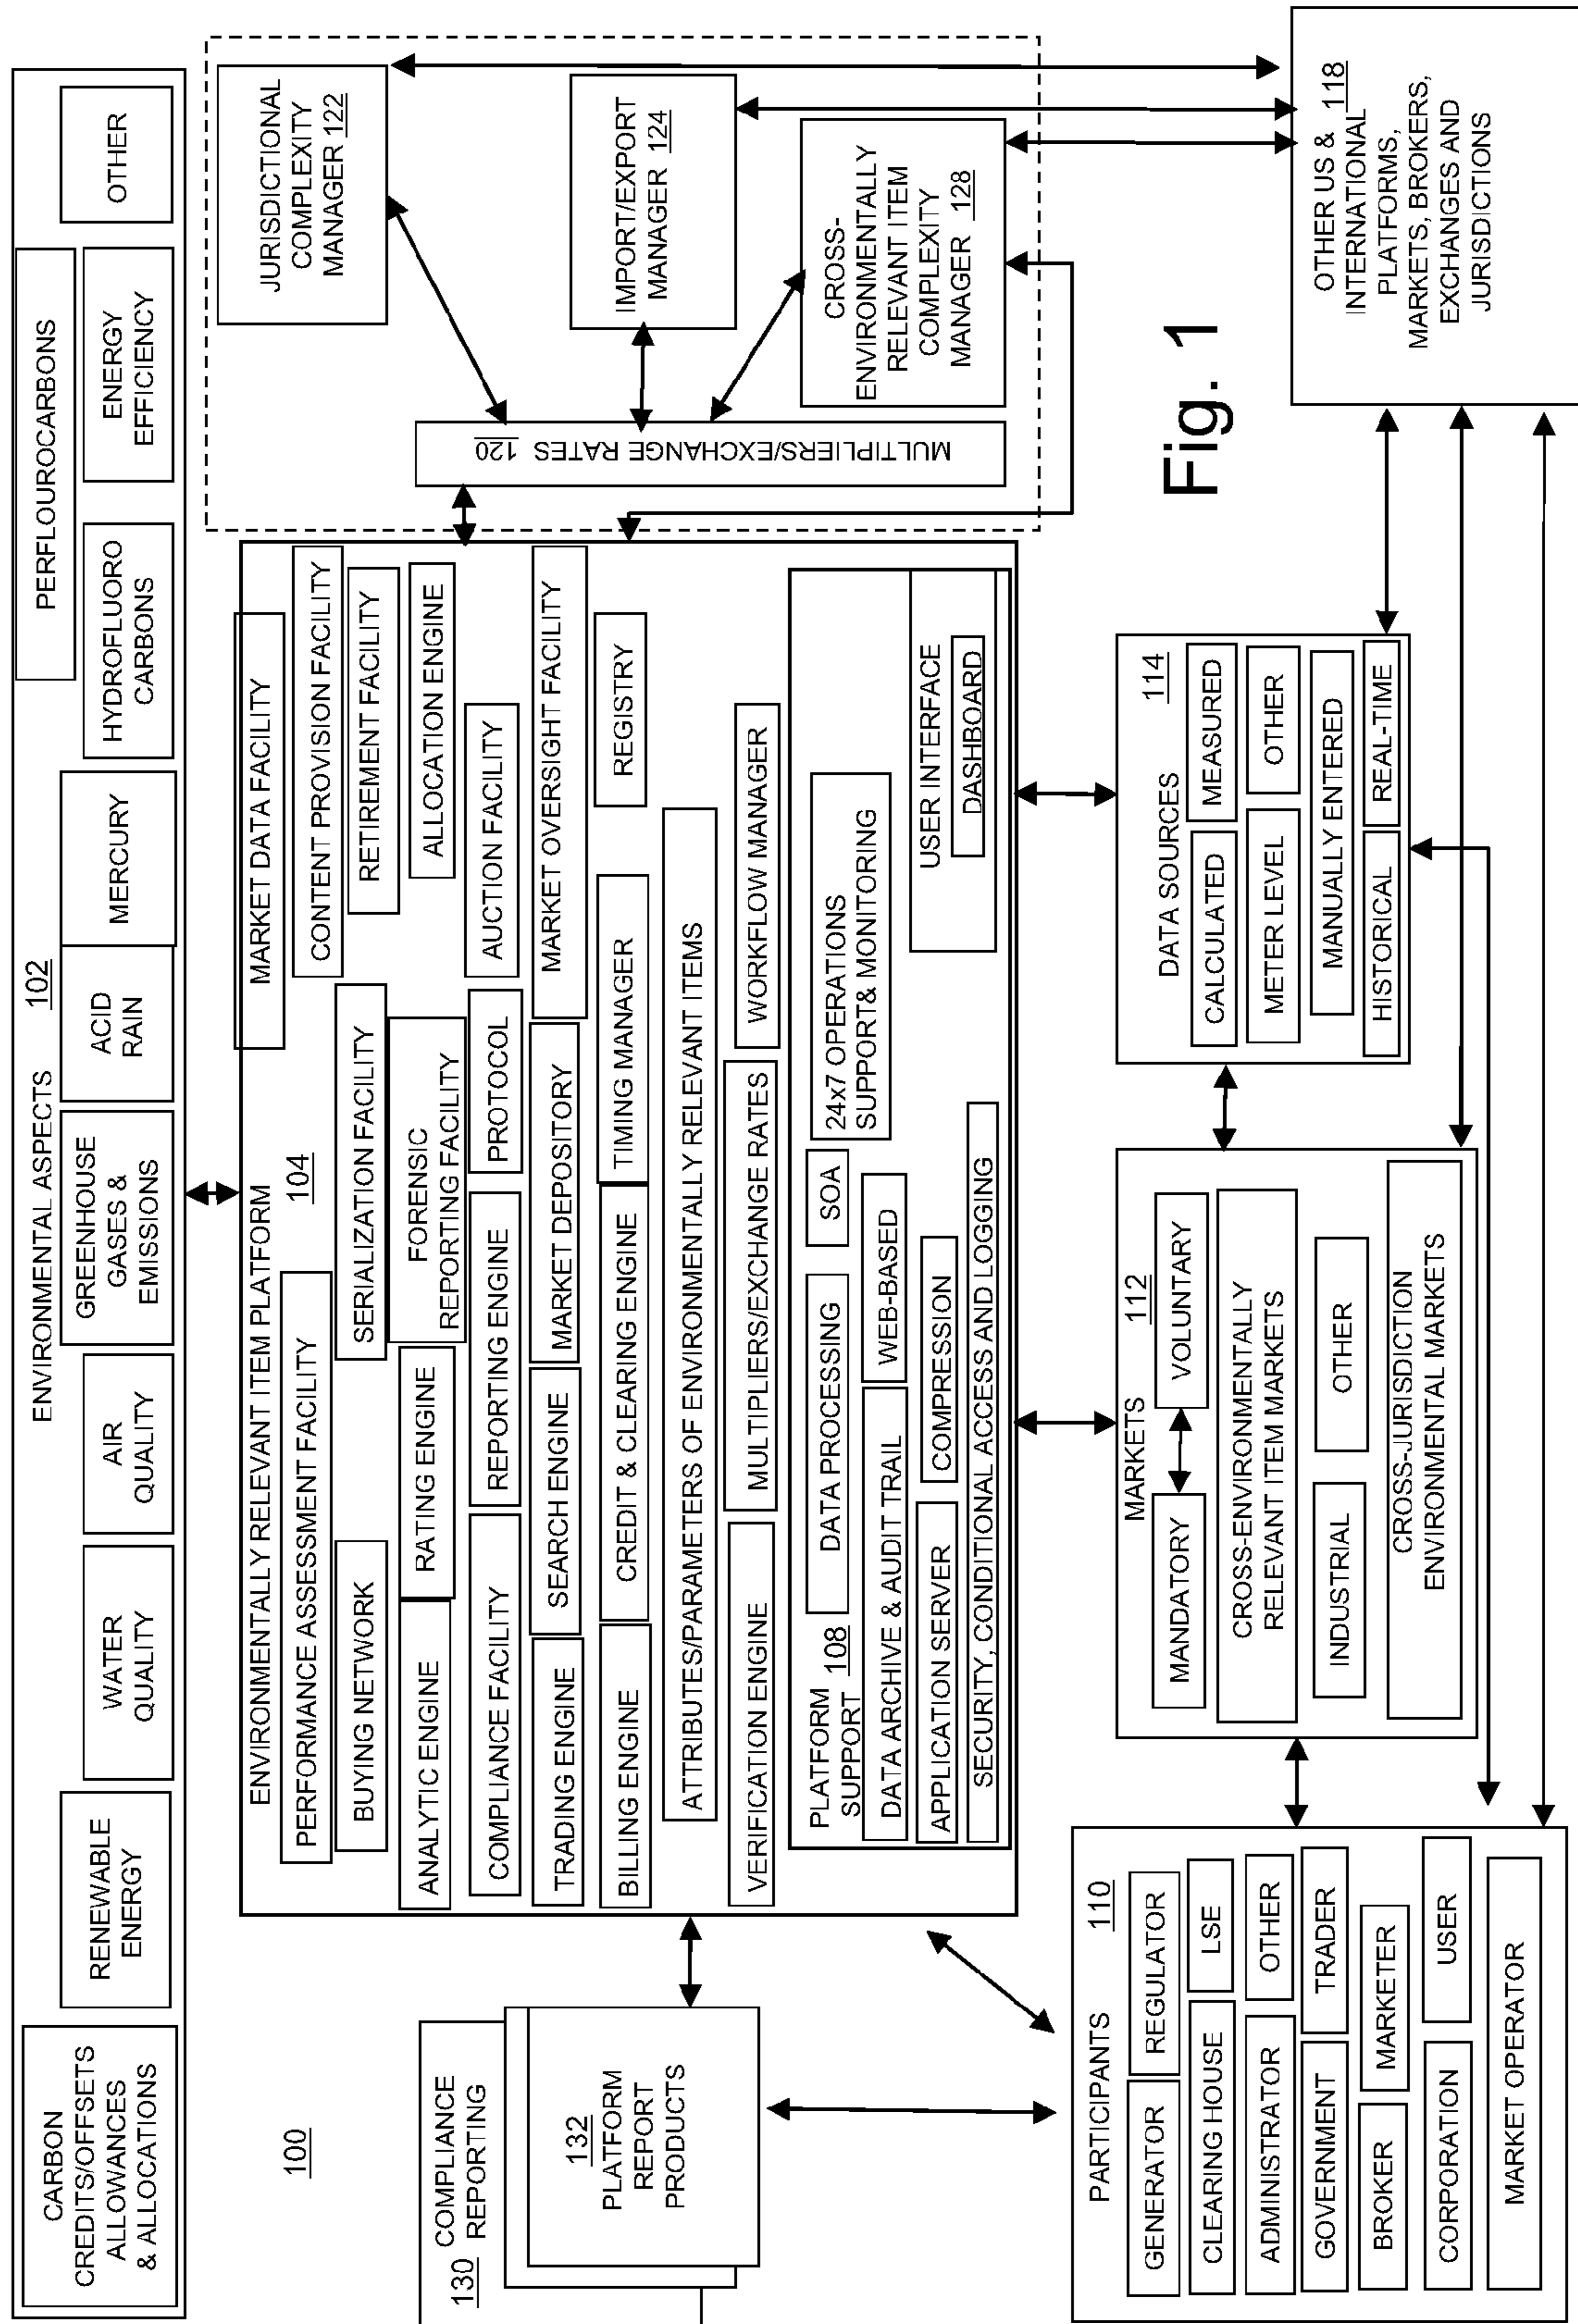 ENVIRONMENTAL ASPECTS 102
CARBON
CREDITS/OFFSETS
ALLOWANCES
& ALLOCATIONS
RENEWABLE
ENERGY
WATER
QUALITY
AIR
QUALITY
GREENHOUSE
GASES &
EMISSIONS
ACID
RAIN
MERCURY
HYDROFLUORO
CARBONS
PERFLOUROCARBONS
ENERGY
EFFICIENCY
OTHER
100
COMPLIANCE
REPORTING
130
132
PLATFORM
REPORT
PRODUCTS
ENVIRONMENTALLY RELEVANT ITEM PLATFORM
104
MARKET DATA FACILITY
PERFORMANCE ASSESSMENT FACILITY
CONTENT PROVISION FACILITY
BUYING NETWORK
SERIALIZATION FACILITY
RETIREMENT FACILITY
ANALYTIC ENGINE
RATING ENGINE
FORENSIC
REPORTING FACILITY
ALLOCATION ENGINE
COMPLIANCE FACILITY
REPORTING ENGINE
PROTOCOL
AUCTION FACILITY
TRADING ENGINE
SEARCH ENGINE
MARKET DEPOSITORY
MARKET OVERSIGHT FACILITY
BILLING ENGINE
CREDIT & CLEARING ENGINE
TIMING MANAGER
REGISTRY
ATTRIBUTES/PARAMETERS OF ENVIRONMENTALLY RELEVANT ITEMS
VERIFICATION ENGINE
MULTIPLIERS/EXCHANGE RATES
WORKFLOW MANAGER
PLATFORM
SUPPORT 108
DATA PROCESSING
SOA
24x7 OPERATIONS
SUPPORT& MONITORING
DATA ARCHIVE & AUDIT TRAIL
WEB-BASED
APPLICATION SERVER
COMPRESSION
SECURITY, CONDITIONAL ACCESS AND LOGGING
USER INTERFACE
DASHBOARD
MULTIPLIERS/EXCHANGE RATES 120
JURISDICTIONAL
COMPLEXITY
MANAGER 122
IMPORT/EXPORT
MANAGER 124
CROSS-
ENVIRONMENTALLY
RELEVANT ITEM
COMPLEXITY
MANAGER 128
PARTICIPANTS 110
GENERATOR
REGULATOR
CLEARING HOUSE
LSE
ADMINISTRATOR
OTHER
GOVERNMENT
TRADER
BROKER
MARKETER
CORPORATION
USER
MARKET OPERATOR
MARKETS 112
MANDATORY
VOLUNTARY
CROSS-ENVIRONMENTALLY
RELEVANT ITEM MARKETS
INDUSTRIAL
OTHER
CROSS-JURISDICTION
ENVIRONMENTAL MARKETS
DATA SOURCES 114
CALCULATED
MEASURED
METER LEVEL
OTHER
MANUALLY ENTERED
HISTORICAL
REAL-TIME
Fig. 1
OTHER US &
INTERNATIONAL 118
PLATFORMS,
MARKETS, BROKERS,
EXCHANGES AND
JURISDICTIONS